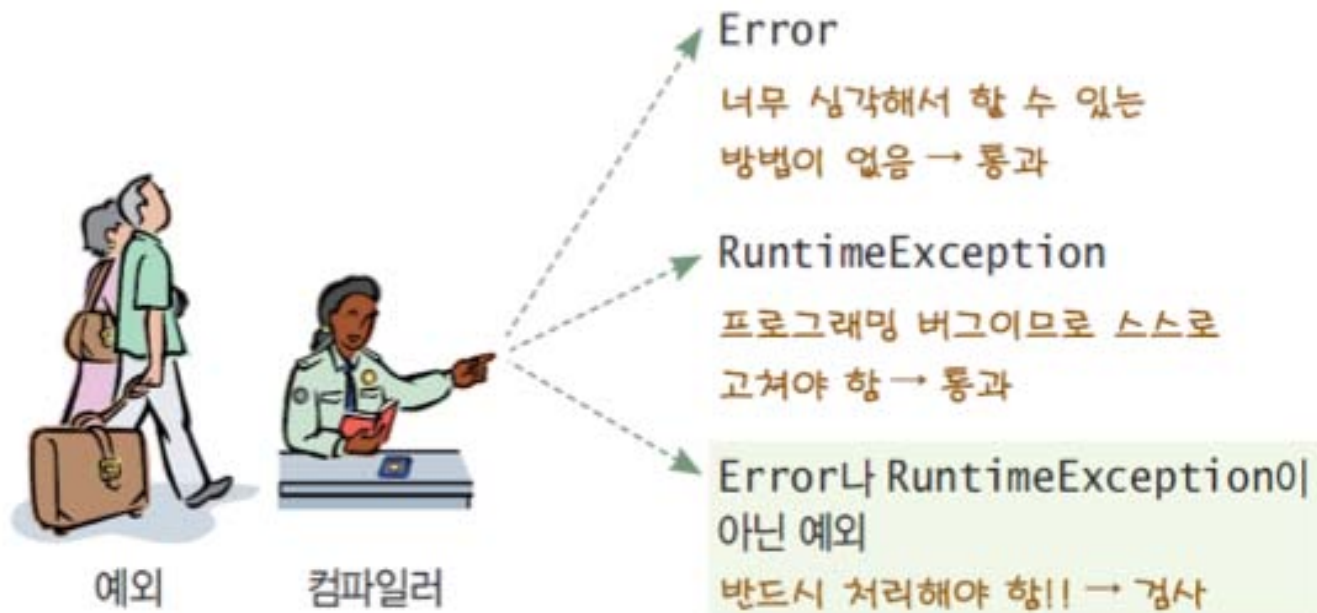 Error
너무 심각해서 할 수 있는
방법이 없음 → 통과
RuntimeException
프로그래밍 버그이므로 스스로
고쳐야 함 → 통과
Error나 RuntimeException이
아닌 예외
반드시 처리해야 함!! → 검사
예외
컴파일러